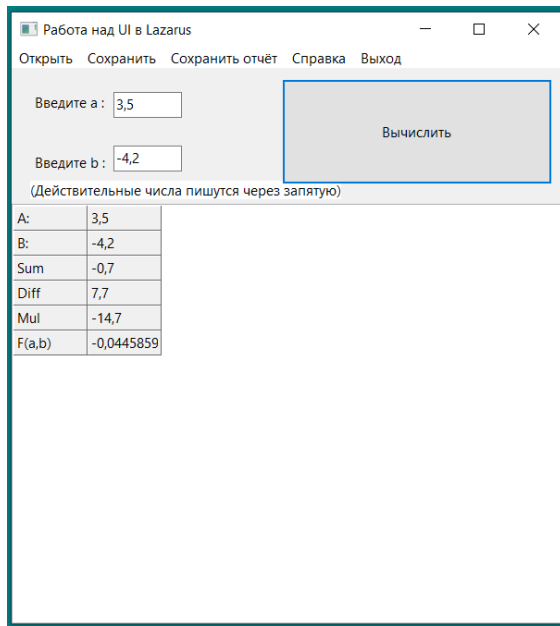 Работа над UI в Lazarus
Открыть Сохранить Сохранить отчёт Справка Выход
Введите a : 3,5
Вычислить
Введите b : -4,2
(Действительные числа пишутся через запятую)
A: 3,5
B: -4,2
Sum -0,7
Diff 7,7
Mul -14,7
F(a,b) -0,0445859